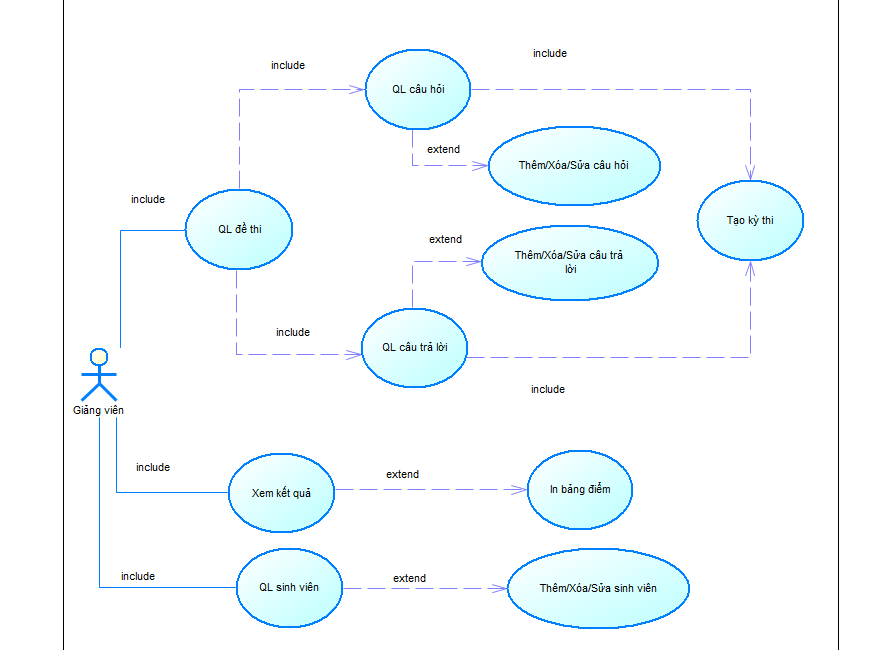 include
include
QL câu hỏi
extend
Thêm/Xóa/Sửa câu hỏi
include
QL đề thi
Tạo kỳ thi
extend
Thêm/Xóa/Sửa câu trả
lời
include
QL câu trả lời
include
Giảng viên
include
extend
Xem kết quả
In bảng điểm
include
extend
QL sinh viên
Thêm/Xóa/Sửa sinh viên